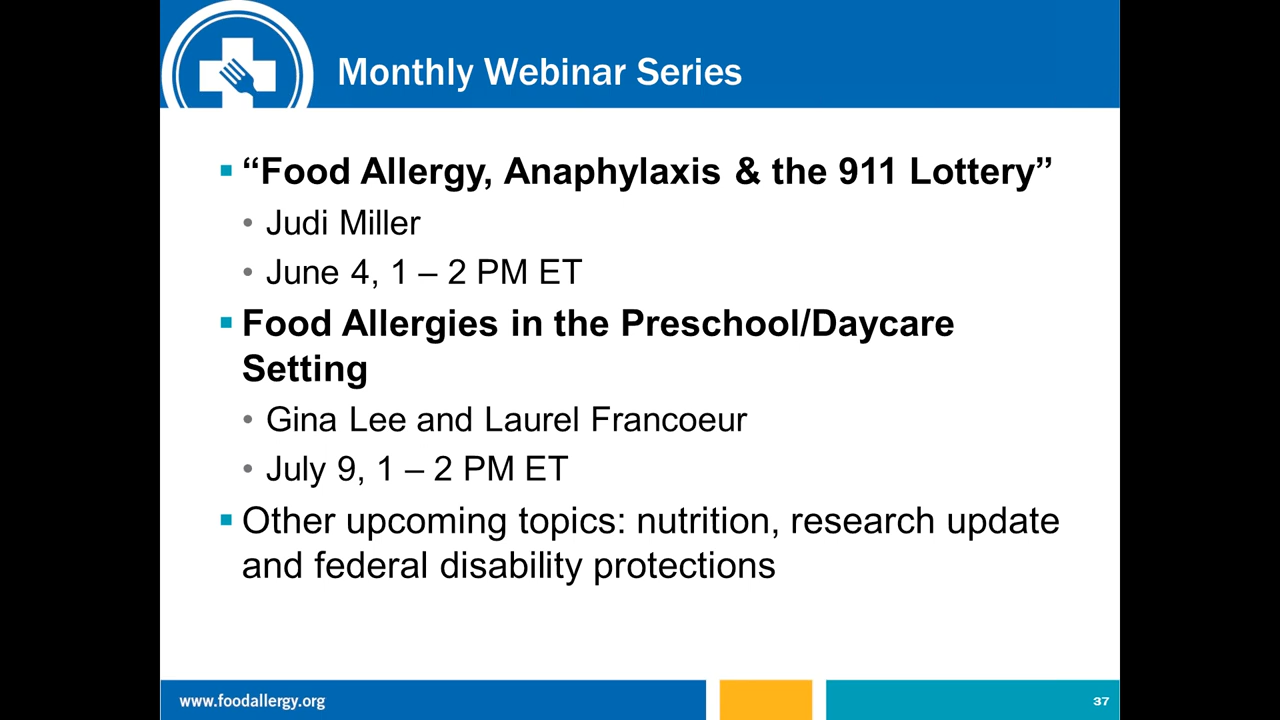 Monthly Webinar Series
▪ “Food Allergy, Anaphylaxis & the 911 Lottery”
• Judi Miller
• June 4, 1 – 2 PM ET
▪ Food Allergies in the Preschool/Daycare
Setting
• Gina Lee and Laurel Francoeur
• July 9, 1 – 2 PM ET
▪ Other upcoming topics: nutrition, research update
and federal disability protections
www.foodallergy.org
37